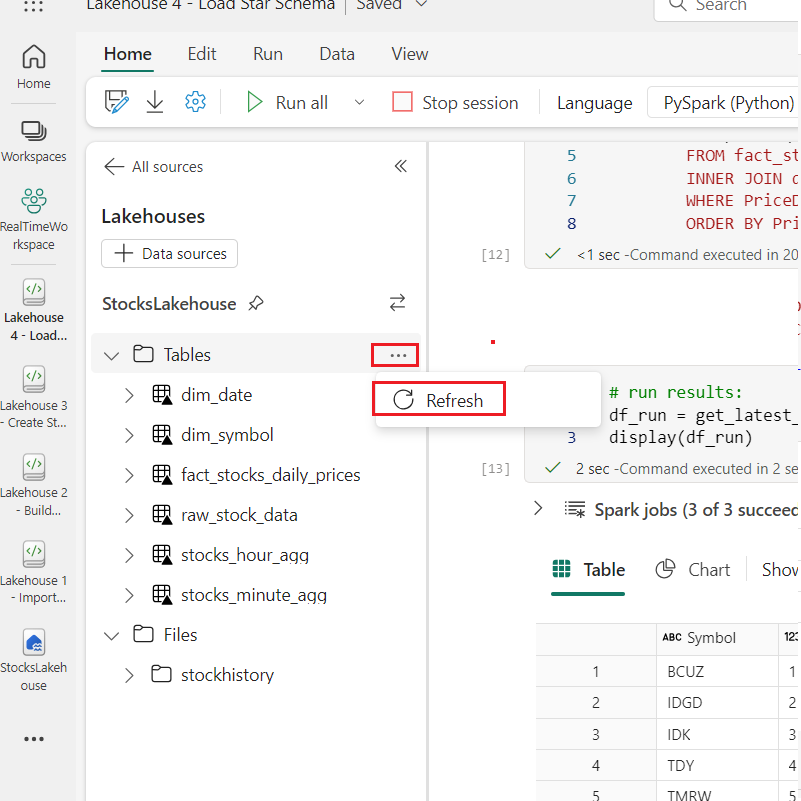 Lakehouse 4 - Load Star Schema | Saved
Search
Home
Workspaces
RealTimeWo
rkspace
Lakehouse
4 - Load...
Lakehouse 3
- Create St...
Lakehouse 2
- Build...
Lakehouse 1
- Import...
StocksLakeh
ouse
Home Edit Run Data View
Run all Stop session Language PySpark (Python)
All sources
Lakehouses
Data sources
StocksLakehouse
Tables
Refresh
dim_date
dim_symbol
fact_stocks_daily_prices
raw_stock_data
stocks_hour_agg
stocks_minute_agg
Files
stockhistory
5 FROM fact_st
6 INNER JOIN
7 WHERE PriceD
8 ORDER BY Pri
[12] <1 sec -Command executed in 20
# run results:
df_run = get_latest_
3 display(df_run)
[13] 2 sec -Command executed in 2 se
Spark jobs (3 of 3 succeed
Table Chart Show
ABC Symbol 123
1 BCUZ 1
2 IDGD 2
3 IDK 3
4 TDY 4
5 TMRW 5